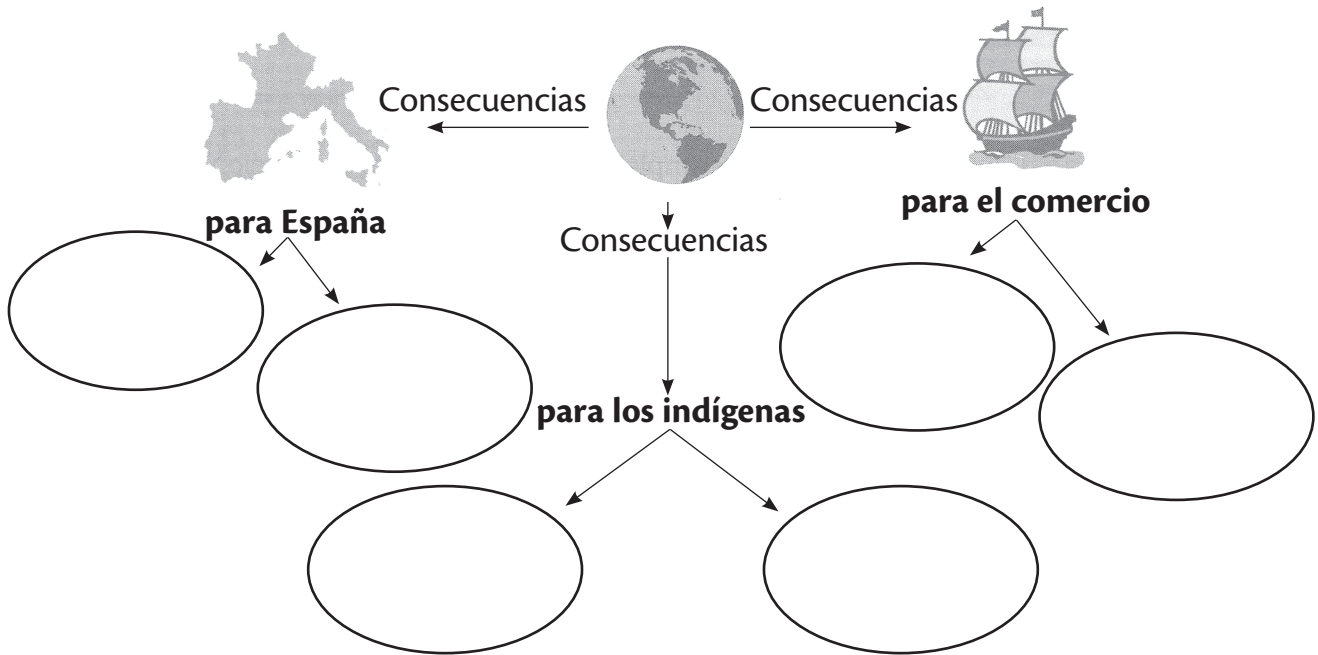 Consecuencias
Consecuencias
para España
para el comercio
Consecuencias
para los indígenas